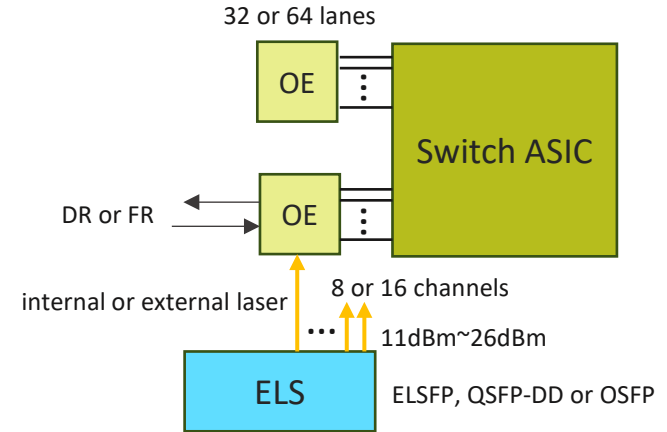 32 or 64 lanes
OE
Switch ASIC
OE
DR or FR
internal or external laser
8 or 16 channels
11dBm~26dBm
ELS
ELSFP, QSFP-DD or OSFP